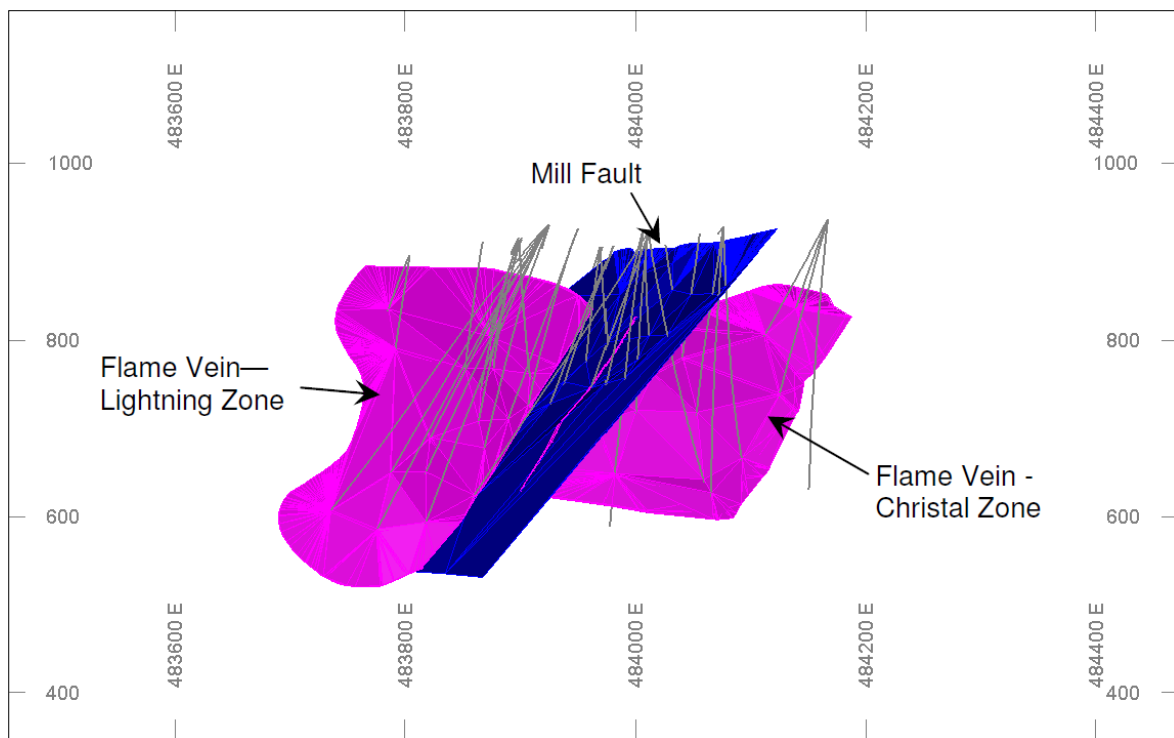 483600 E
483800 E
484000 E
484200 E
484400 E
1000
1000
Mill Fault
800
800
Flame Vein—
Lightning Zone
Flame Vein -
Christal Zone
600
600
483600 E
483800 E
484000 E
484200 E
484400 E
400
400